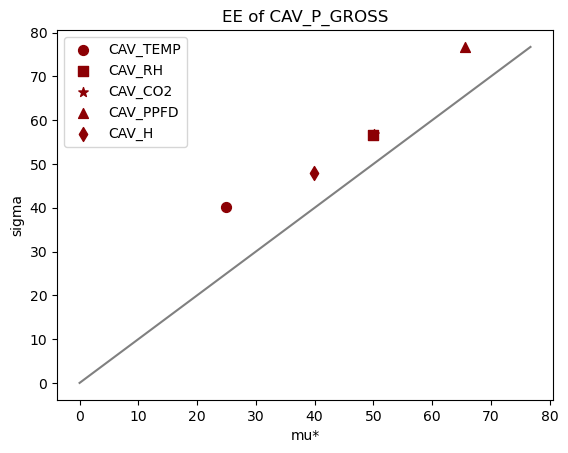 EE of CAV_P_GROSS
CAV_TEMP
CAV_RH
CAV_CO2
CAV_PPFD
CAV_H
80
70
60
50
40
30
20
10
0
sigma
0 10 20 30 40 50 60 70 80
mu*